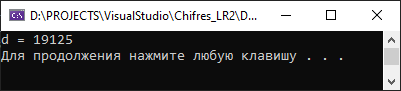 D:\PROJECTS\VisualStudio\Chifres_LR2\D...
d = 19125
Для продолжения нажмите любую клавишу . . .